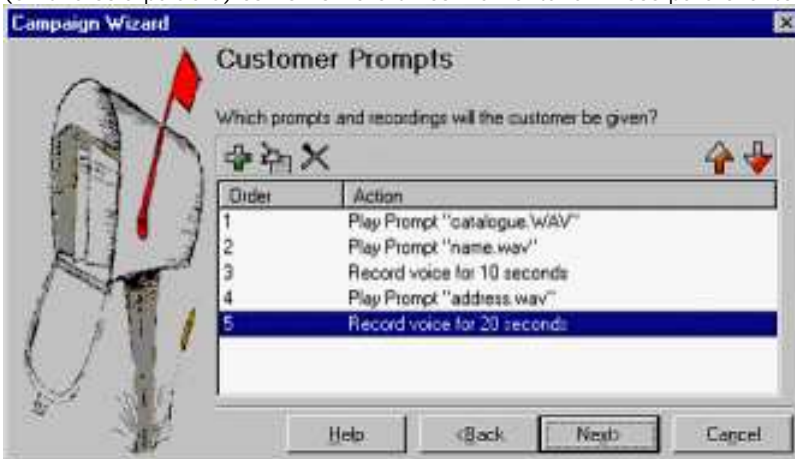 Campaign Wizard
Customer Prompts
Which prompts and recordings will the customer be given?
Order Action
1 Play Prompt "catalogue.WAV"
2 Play Prompt "name.wav"
3 Record voice for 10 seconds
4 Play Prompt "address.wav"
5 Record voice for 20 seconds
Help <Back Next> Cancel